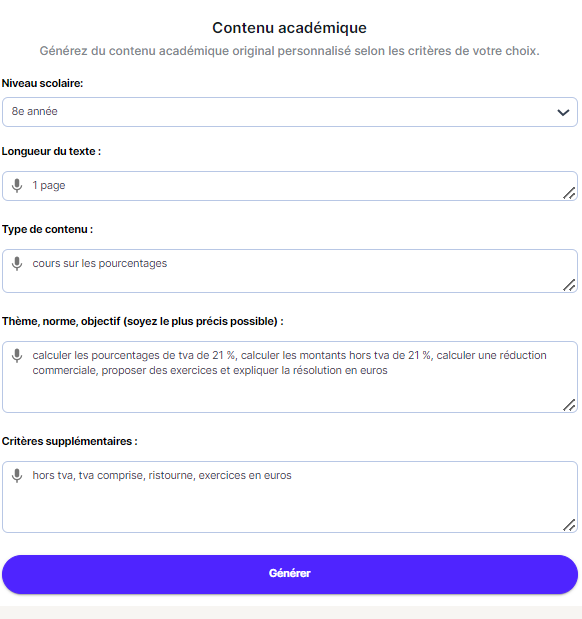 Contenu académique
Générez du contenu académique original personnalisé selon les critères de votre choix.
Niveau scolaire:
8e année
Longueur du texte :
1 page
Type de contenu :
cours sur les pourcentages
Thème, norme, objectif (soyez le plus précis possible) :
calculer les pourcentages de tva de 21 %, calculer les montants hors tva de 21 %, calculer une réduction
commerciale, proposer des exercices et expliquer la résolution en euros
Critères supplémentaires :
hors tva, tva comprise, ristourne, exercices en euros
Générer